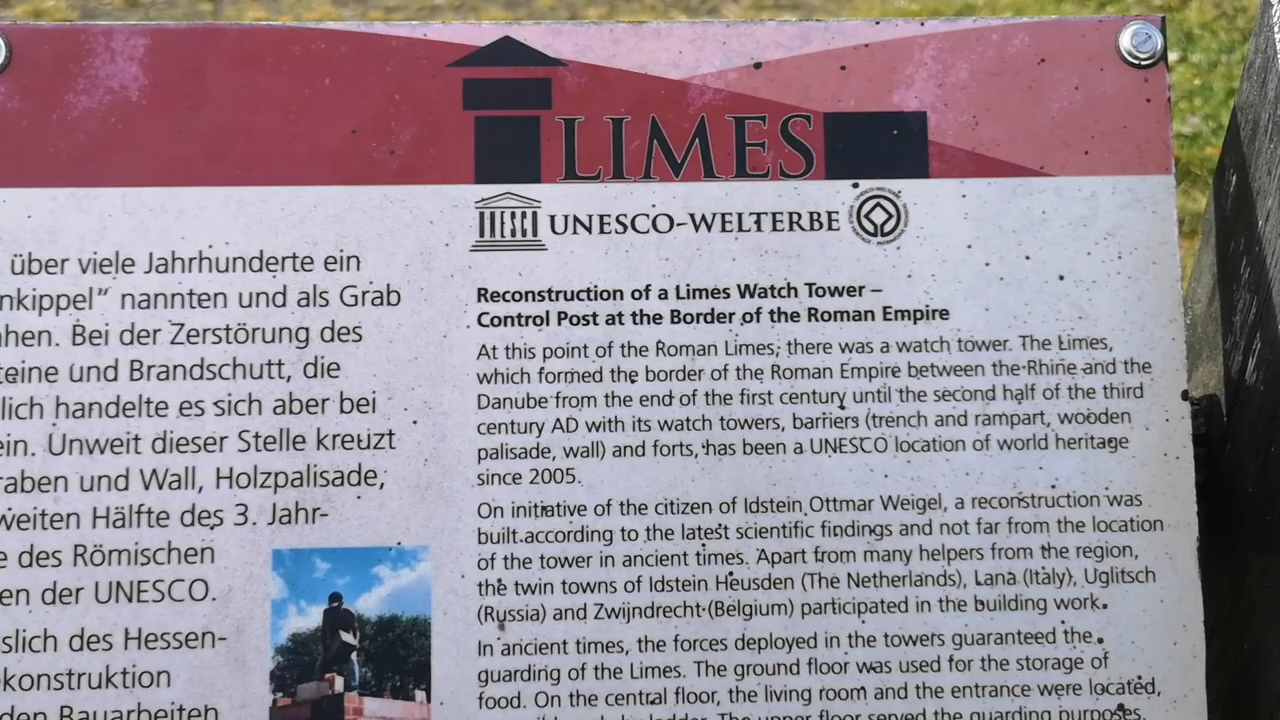 LIMES
UNESCO
UNESCO-WELTERBE
über viele Jahrhunderte ein
nkippel" nannten und als Grab
hen. Bei der Zerstörung des
teine und Brandschutt, die
lich handelte es sich aber bei
ein. Unweit dieser Stelle kreuzt
raben und Wall, Holzpalisade,
weiten Hälfte des 3. Jahr-
e des Römischen
en der UNESCO.
slich des Hessen-
konstruktion
den Bauarbeiten
Reconstruction of a Limes Watch Tower –
Control Post at the Border of the Roman Empire
At this point of the Roman Limes, there was a watch tower. The Limes,
which formed the border of the Roman Empire between the Rhine and the
Danube from the end of the first century until the second half of the third
century AD with its watch towers, barriers (trench and rampart, wooden
palisade, wall) and forts, has been a UNESCO location of world heritage
since 2005.
On initiative of the citizen of Idstein Ottmar Weigel, a reconstruction was
built according to the latest scientific findings and not far from the location
of the tower in ancient times. Apart from many helpers from the region,
the twin towns of Idstein Heusden (The Netherlands), Lana (Italy), Uglitsch
(Russia) and Zwijndrecht (Belgium) participated in the building work.
In ancient times, the forces deployed in the towers guaranteed the
guarding of the Limes. The ground floor was used for the storage of
food. On the central floor, the living room and the entrance were located,
ladder. The upper floor served the guarding purposes.